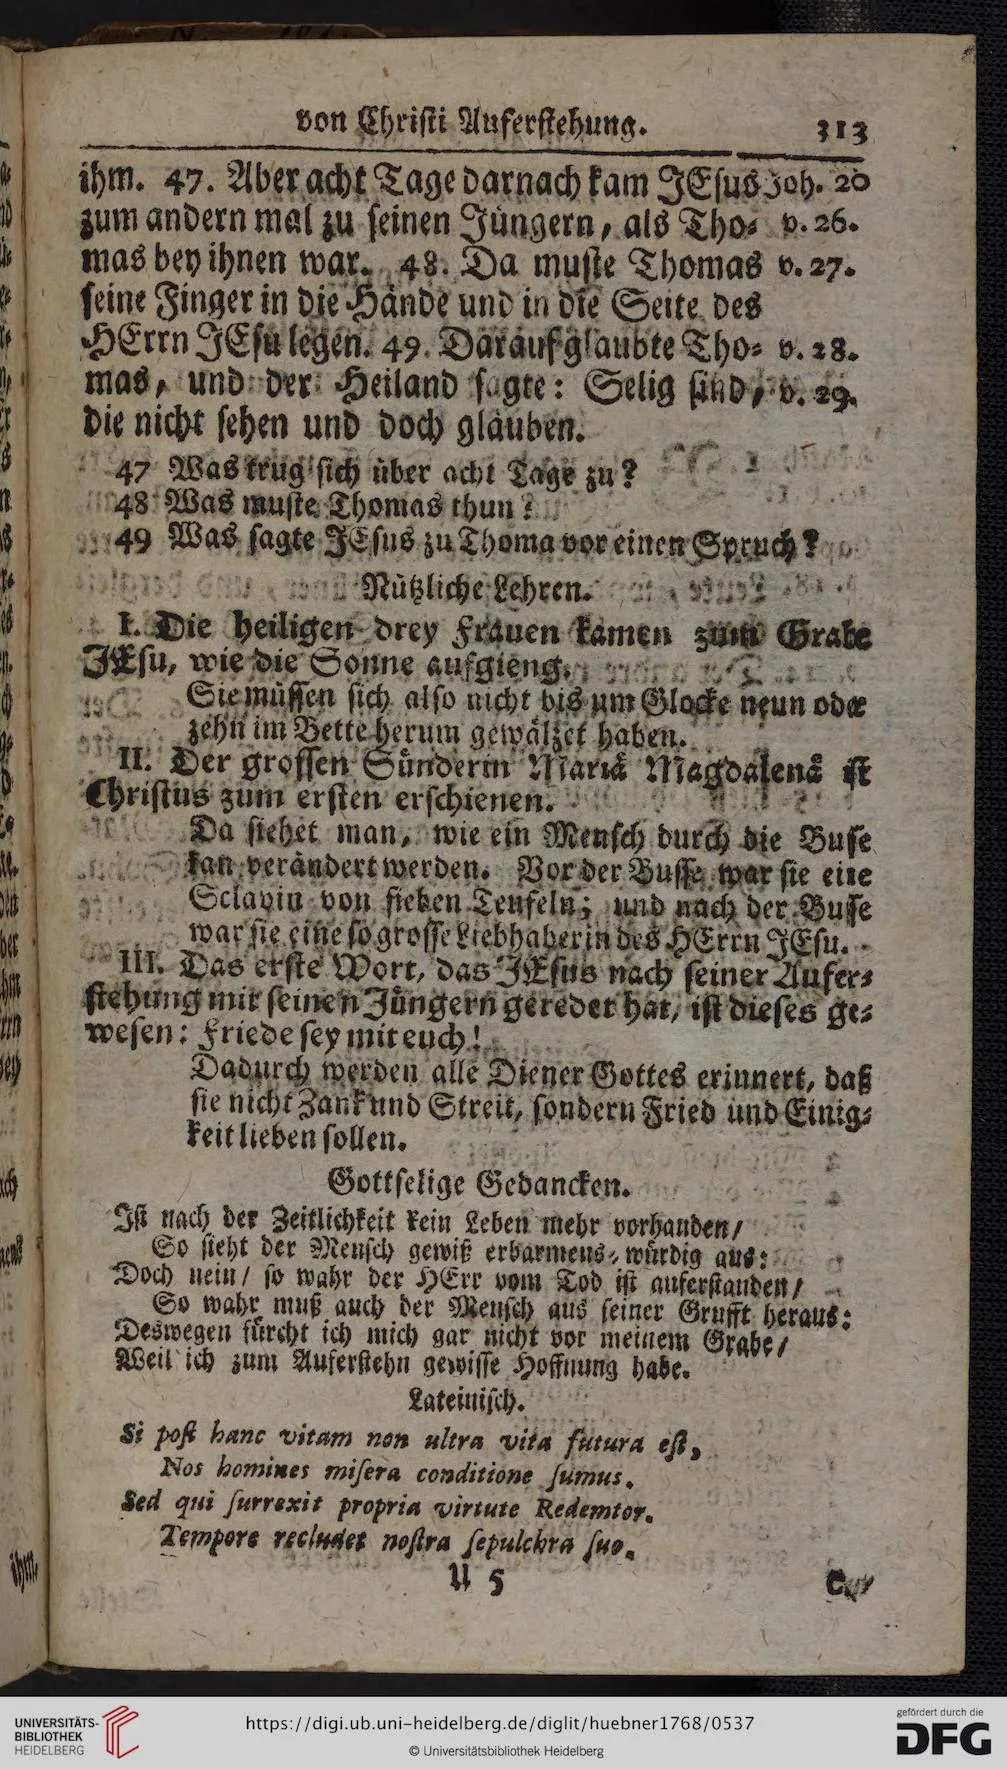 von Christi Auferstehung. 313
ihm. 47. Aber acht Tage darnach kam JEsus Joh. 20
zum andern mal zu seinen Jüngern, als Tho⸗ v. 26.
mas bey ihnen war. 48. Da muste Thomas v. 27.
seine Finger in die Hände und in die Seite des
HErrn JEsu legen. 49. Darauf glaubte Tho⸗ v. 28.
mas, und der Heiland sagte: Selig sind, v. 29.
die nicht sehen und doch glauben.
47 Was trug sich über acht Tage zu?
48 Was muste Thomas thun?
49 Was sagte JEsus zu Thoma vor einen Spruch?
Nützliche Lehren.
I. Die heiligen drey Frauen kamen zum Grabe
JEsu, wie die Sonne aufgieng.
Sie müssen sich also nicht bis um Glocke neun oder
zehn im Bette herum gewälzet haben.
II. Der grossen Sünderin Mariä Magdalenä ist
Christus zum ersten erschienen.
Da siehet man, wie ein Mensch durch die Busse
kan verändert werden. Vor der Busse war sie eine
Sclavin von sieben Teufeln; und nach der Busse
war sie eine so grosse Liebhaberin des HErrn JEsu.
III. Das erste Wort, das JEsus nach seiner Aufer⸗
stehung mit seinen Jüngern geredet hat, ist dieses ge⸗
wesen: Friede sey mit euch!
Dadurch werden alle Diener Gottes erinnert, daß
sie nicht Zank und Streit, sondern Fried und Einig⸗
keit lieben sollen.
Gottselige Gedancken.
Ist nach der Zeitlichkeit kein Leben mehr vorhanden/
So sieht der Mensch gewiß erbarmens⸗würdig aus:
Doch nein/ so wahr der HErr vom Tod ist auferstanden/
So wahr muß auch der Mensch aus seiner Grufft heraus:
Deswegen fürcht ich mich gar nicht vor meinem Grabe/
Weil ich zum Auferstehn gewisse Hoffnung habe.
Lateinisch.
Si post hanc vitam non ultra vita futura est,
Nos homines misera conditione sumus.
Sed qui surrexit propria virtute Redemtor.
Tempore recludet nostra sepulchra suo.
U 5
UNIVERSITÄTS-
BIBLIOTHEK
HEIDELBERG
https://digi.ub.uni-heidelberg.de/diglit/huebner1768/0537
© Universitätsbibliothek Heidelberg
gefördert durch die
DFG